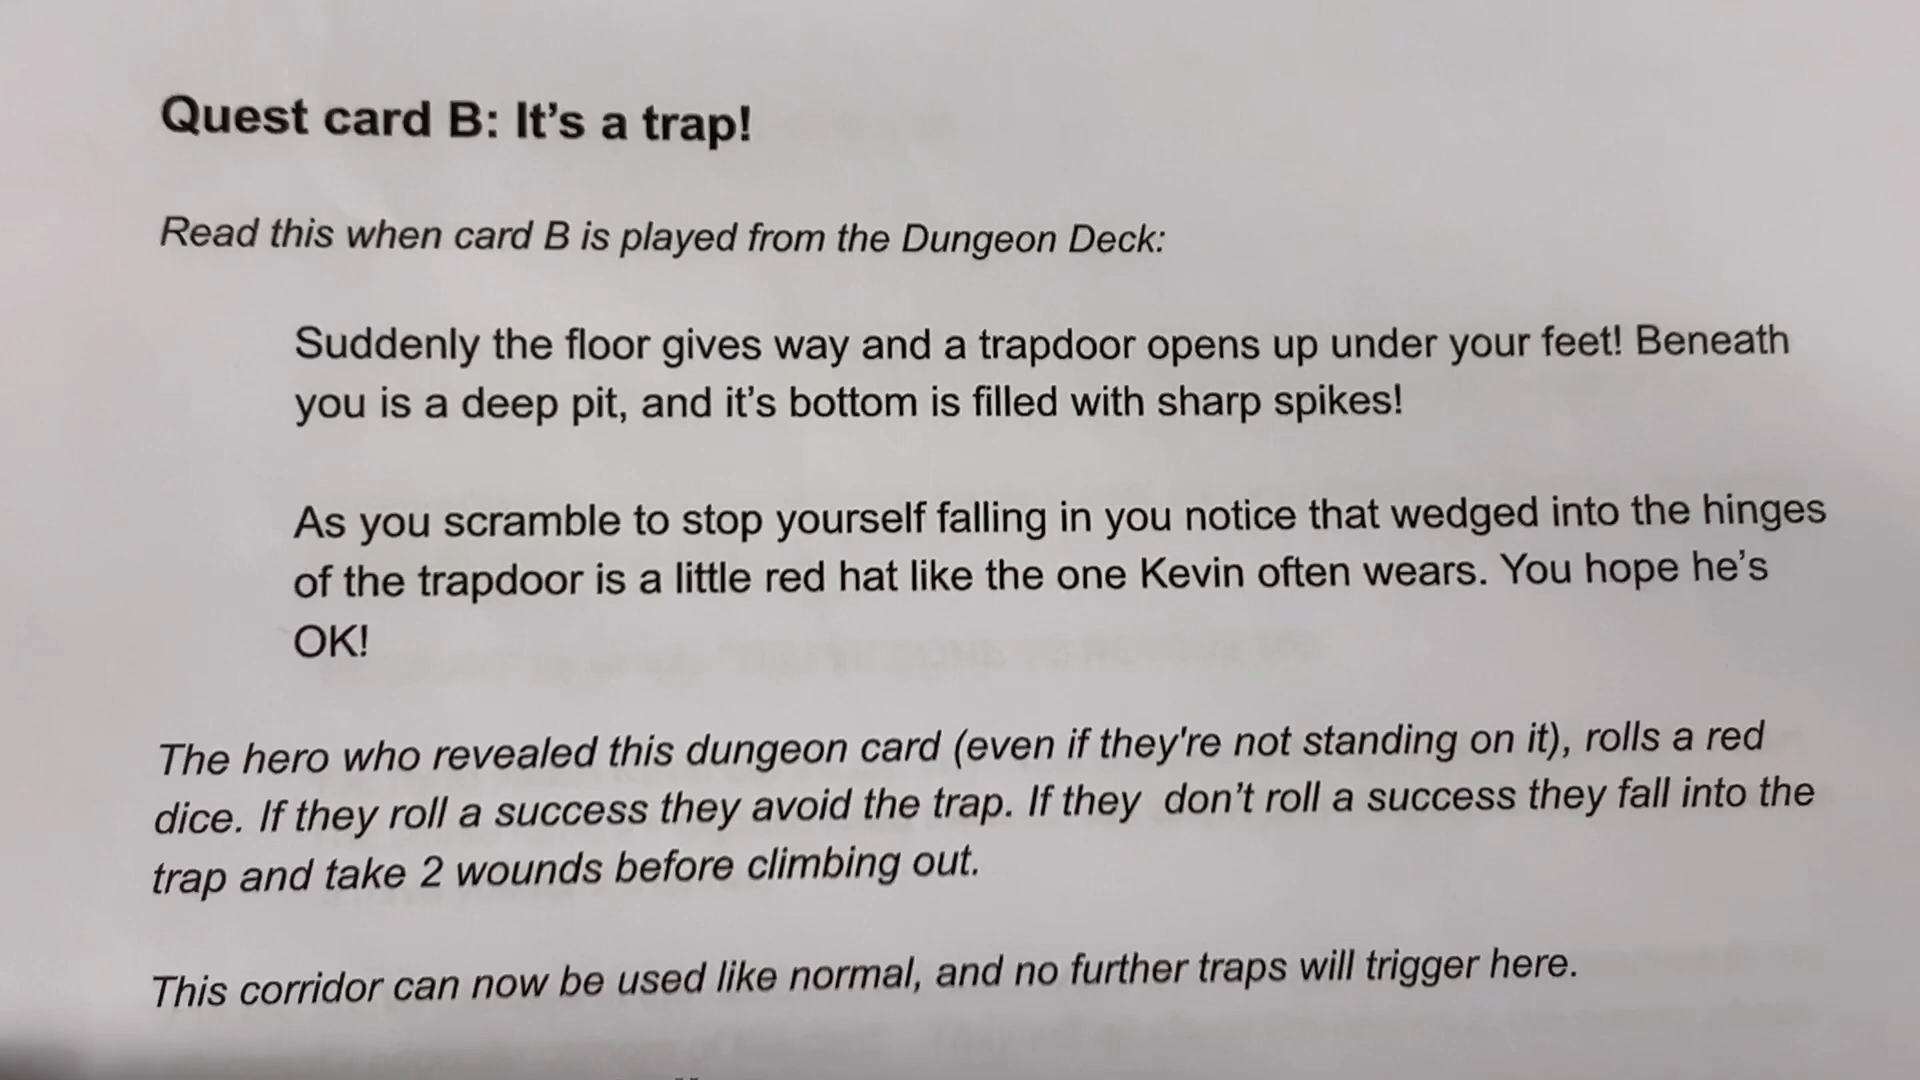 Quest card B: It's a trap!
Read this when card B is played from the Dungeon Deck:
Suddenly the floor gives way and a trapdoor opens up under your feet! Beneath
you is a deep pit, and it's bottom is filled with sharp spikes!
As you scramble to stop yourself falling in you notice that wedged into the hinges
of the trapdoor is a little red hat like the one Kevin often wears. You hope he's
OK!
The hero who revealed this dungeon card (even if they're not standing on it), rolls a red
dice. If they roll a success they avoid the trap. If they  don't roll a success they fall into the
trap and take 2 wounds before climbing out.
This corridor can now be used like normal, and no further traps will trigger here.